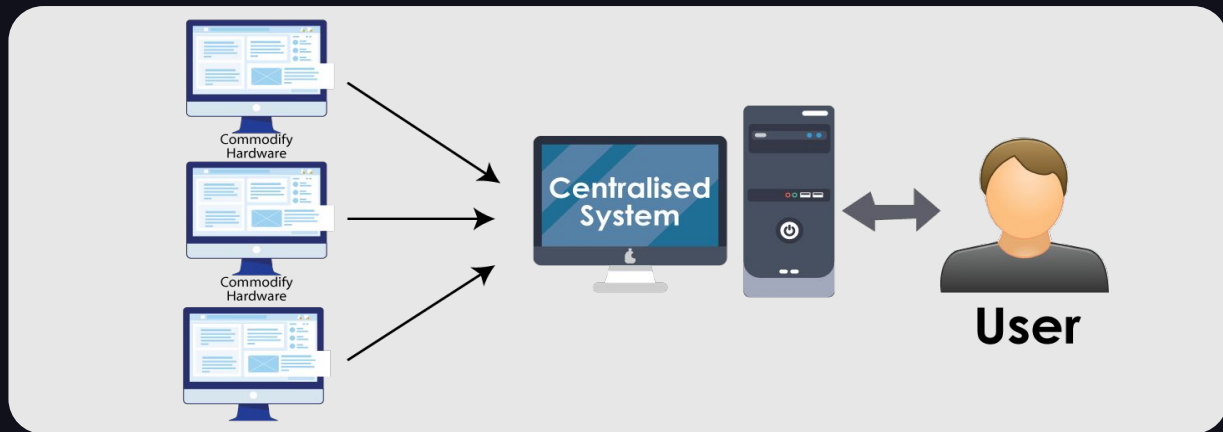 Commodify
Hardware
Commodify
Hardware
Centralised
System
User